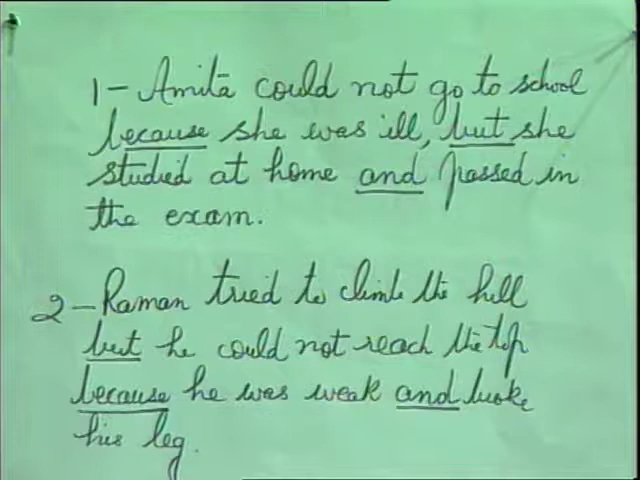 1- Amita could not go to school
because she was ill, but she
studied at home and passed in
the exam.
2- Raman tried to climb the hill
but he could not reach the top
because he was weak and broke
his leg.